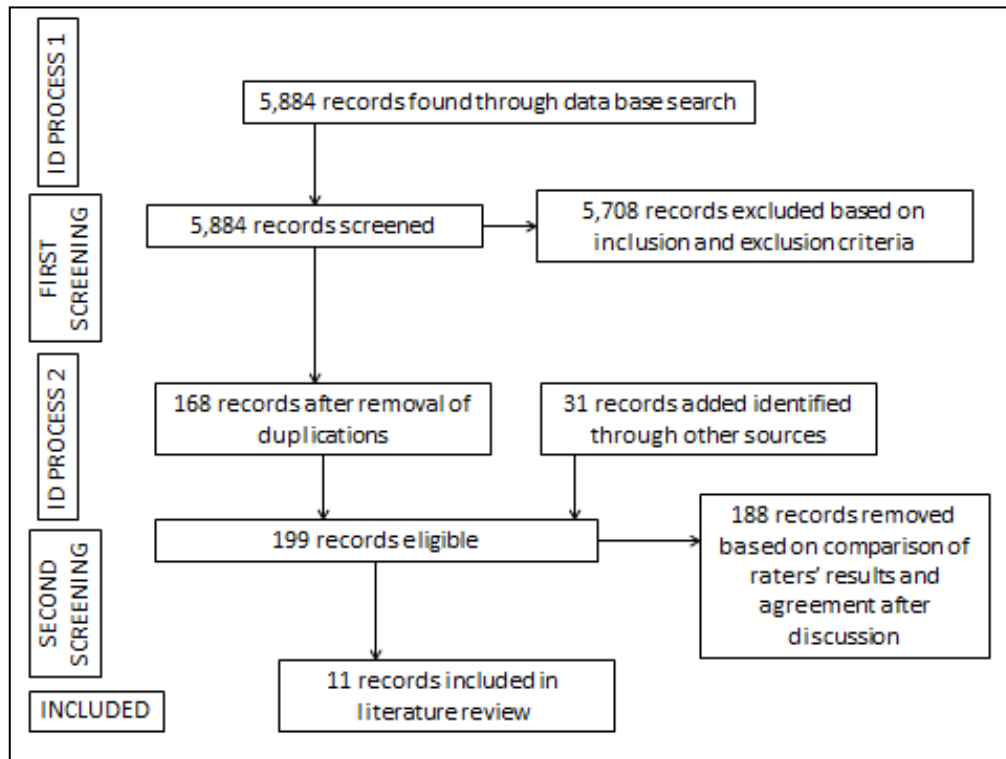 ID PROCESS 1
5,884 records found through data base search
FIRST
SCREENING
5,884 records screened
5,708 records excluded based on
inclusion and exclusion criteria
ID PROCESS 2
168 records after removal of
duplications
31 records added identified
through other sources
SECOND
SCREENING
199 records eligible
188 records removed
based on comparison of
raters' results and
agreement after
discussion
11 records included in
literature review
INCLUDED